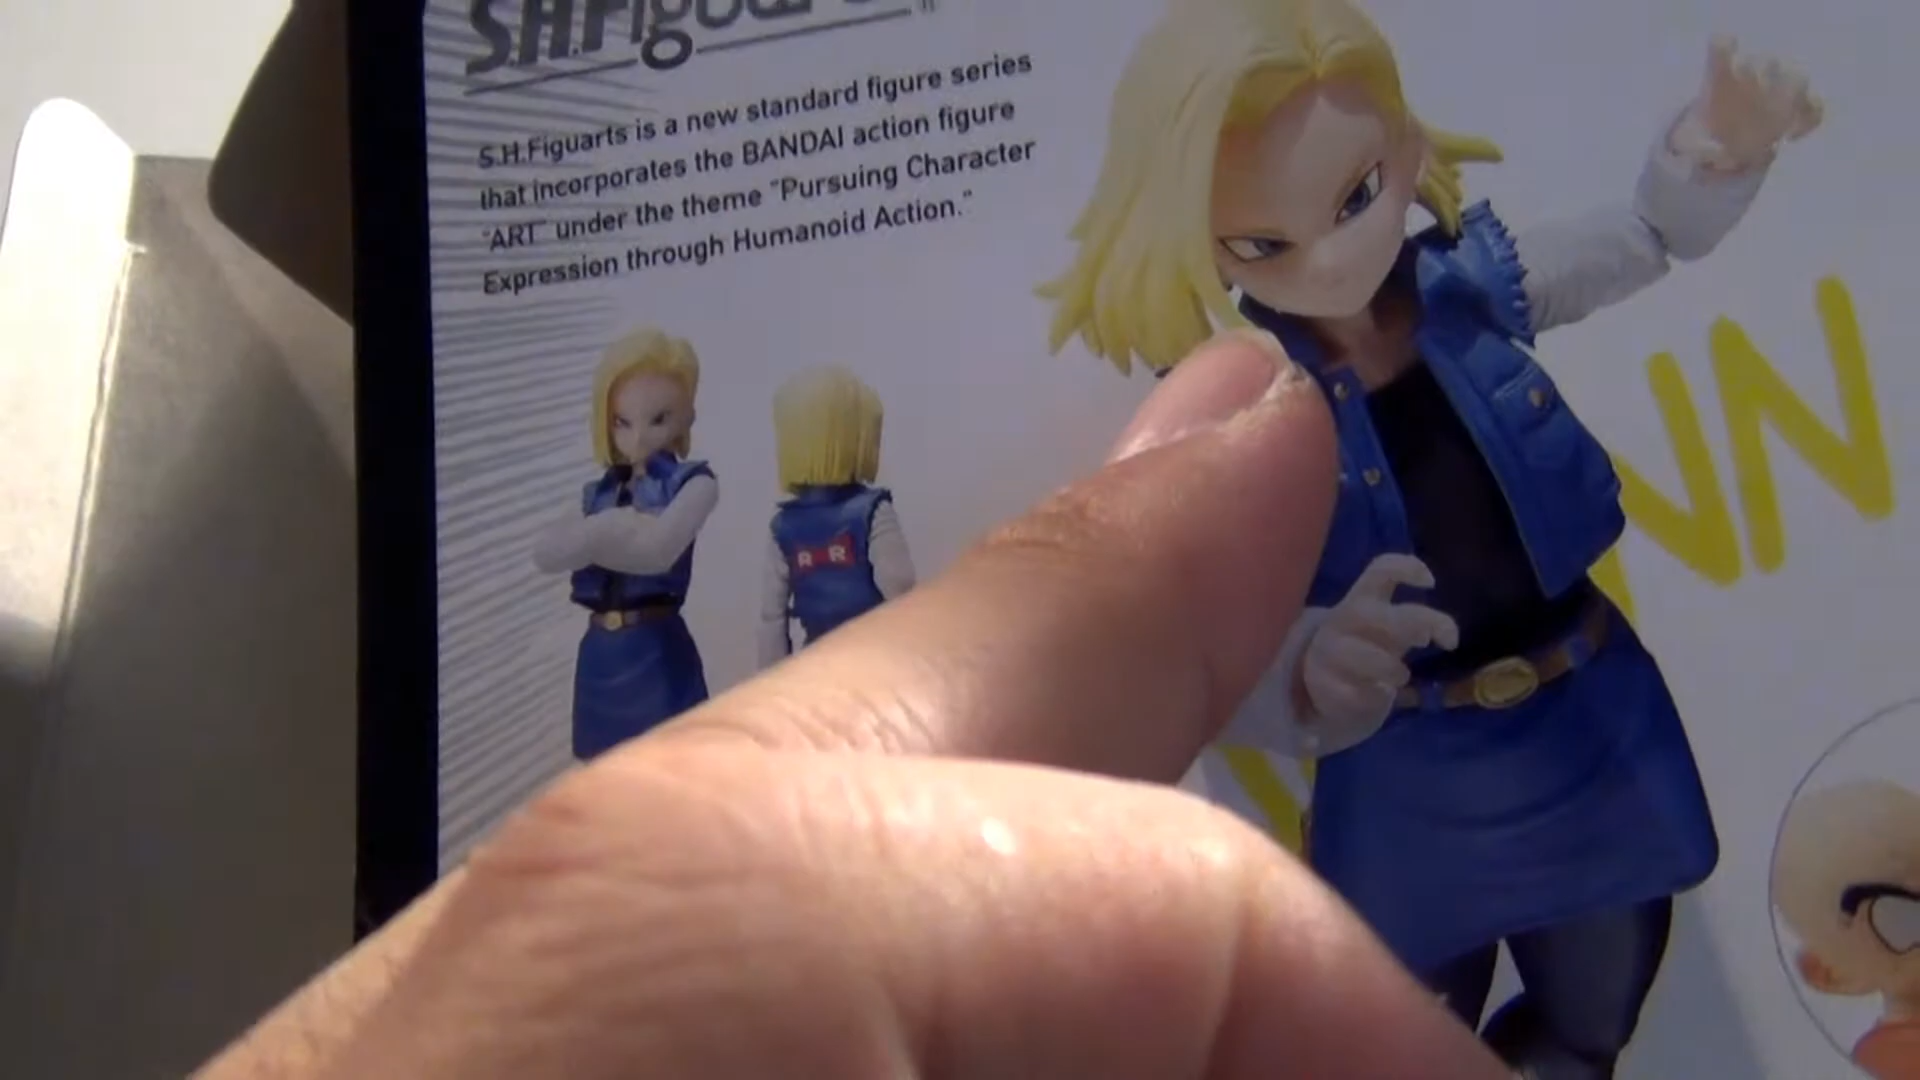 S.H.Figuarts
S.H.Figuarts is a new standard figure series
that incorporates the BANDAI action figure
"ART" under the theme "Pursuing Character
Expression through Humanoid Action."
R R